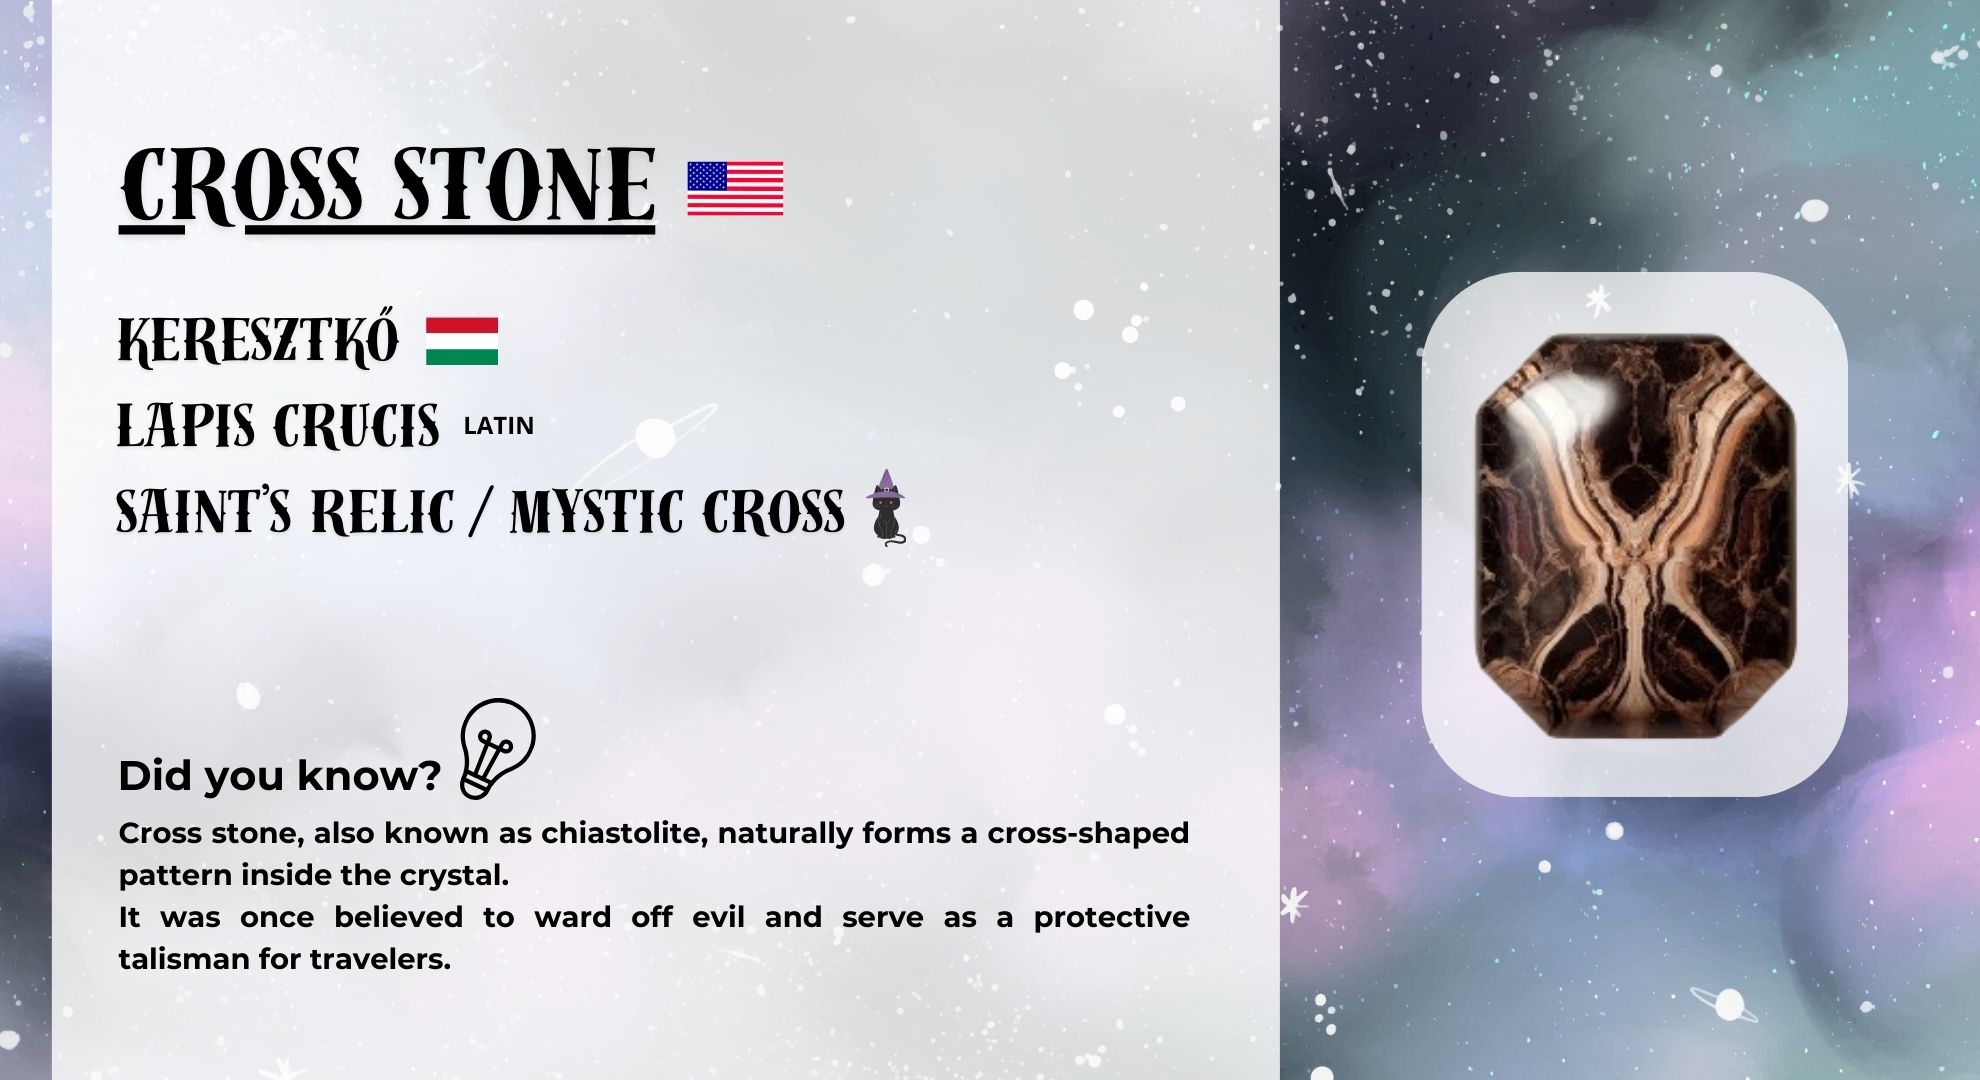 CROSS STONE
KERESZTKŐ
LAPIS CRUCIS LATIN
SAINT'S RELIC / MYSTIC CROSS
Did you know?
Cross stone, also known as chiastolite, naturally forms a cross-shaped
pattern inside the crystal.
It was once believed to ward off evil and serve as a protective
talisman for travelers.